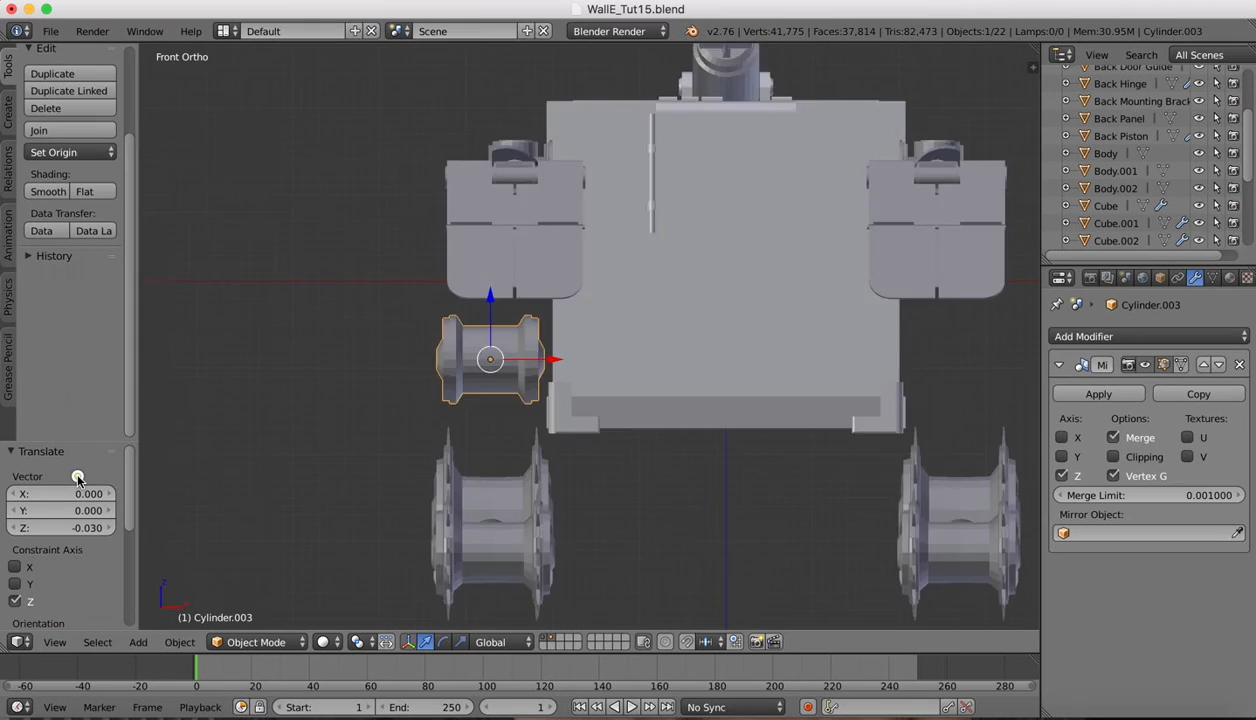 WallE_Tut15.blend
File Render Window Help Default Scene Blender Render v2.76 | Verts:41,775 | Faces:37,814 | Tris:82,473 | Objects:1/22 | Lamps:0/0 | Mem:30.95M | Cylinder.003
Tools
Create
Relations
Animation
Physics
Grease Pencil
Edit
Duplicate
Duplicate Linked
Delete
Join
Set Origin
Shading:
Smooth Flat
Data Transfer:
Data Data La
History
Translate
Vector
X: 0.000
Y: 0.000
Z: -0.030
Constraint Axis
X
Y
Z
Orientation
Front Ortho
z
(1) Cylinder.003
View Select Add Object Object Mode Global
-60 -40 -20 0 20 40 60 80 100 120 140 160 180 200 220 240 260 280
View Marker Frame Playback Start: 1 End: 250 1 No Sync
View Search All Scenes
Back Door Guide
Back Hinge
Back Mounting Brack
Back Panel
Back Piston
Body
Body.001
Body.002
Cube
Cube.001
Cube.002
Cylinder.003
Add Modifier
Mi
Apply Copy
Axis: Options: Textures:
X Merge U
Y Clipping V
Z Vertex G
Merge Limit: 0.001000
Mirror Object: